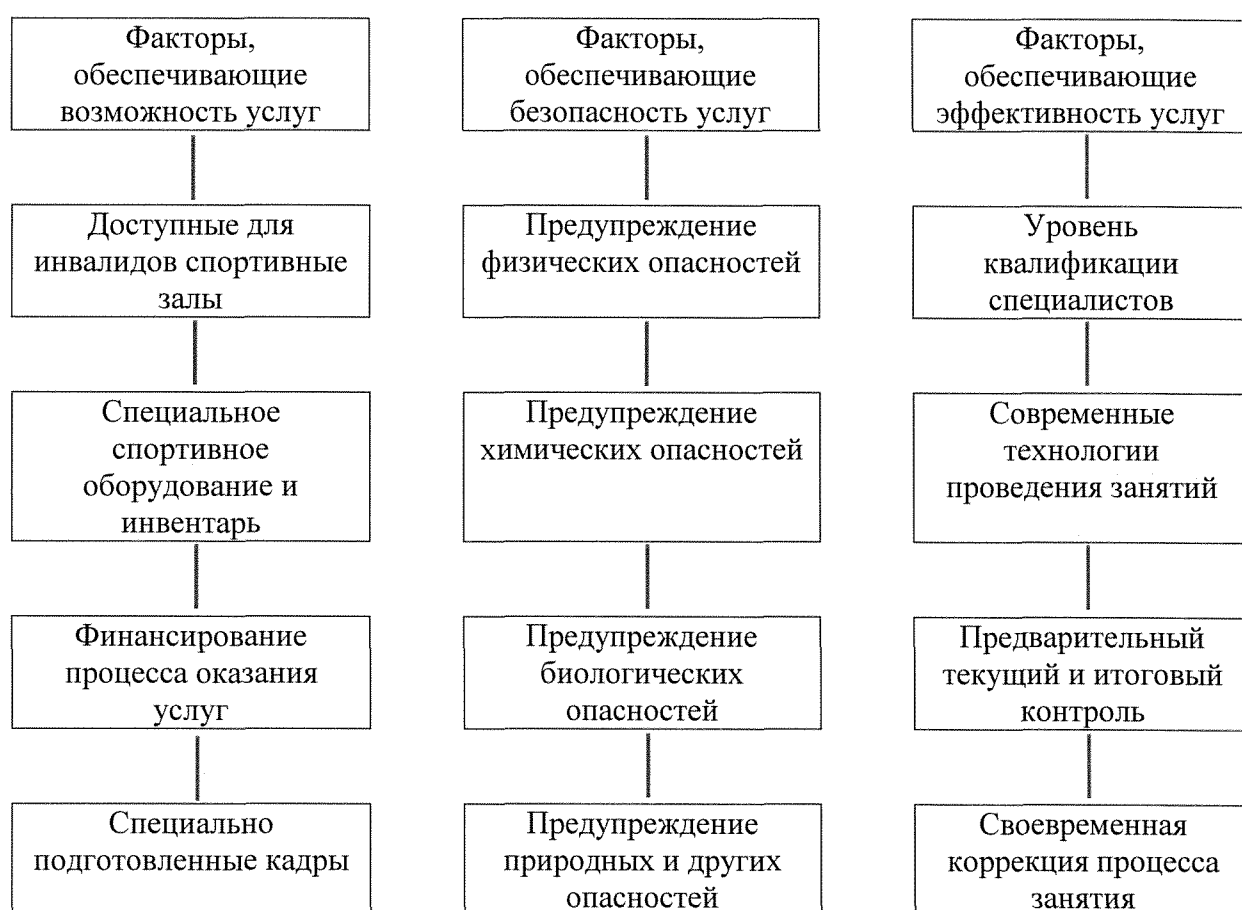 Факторы,
обеспечивающие
возможность услуг
Доступные для
инвалидов спортивные
залы
Специальное
спортивное
оборудование и
инвентарь
Финансирование
процесса оказания
услуг
Специально
подготовленные кадры
Факторы,
обеспечивающие
безопасность услуг
Предупреждение
физических опасностей
Предупреждение
химических опасностей
Предупреждение
биологических
опасностей
Предупреждение
природных и других
опасностей
Факторы,
обеспечивающие
эффективность услуг
Уровень
квалификации
специалистов
Современные
технологии
проведения занятий
Предварительный
текущий и итоговый
контроль
Своевременная
коррекция процесса
занятия